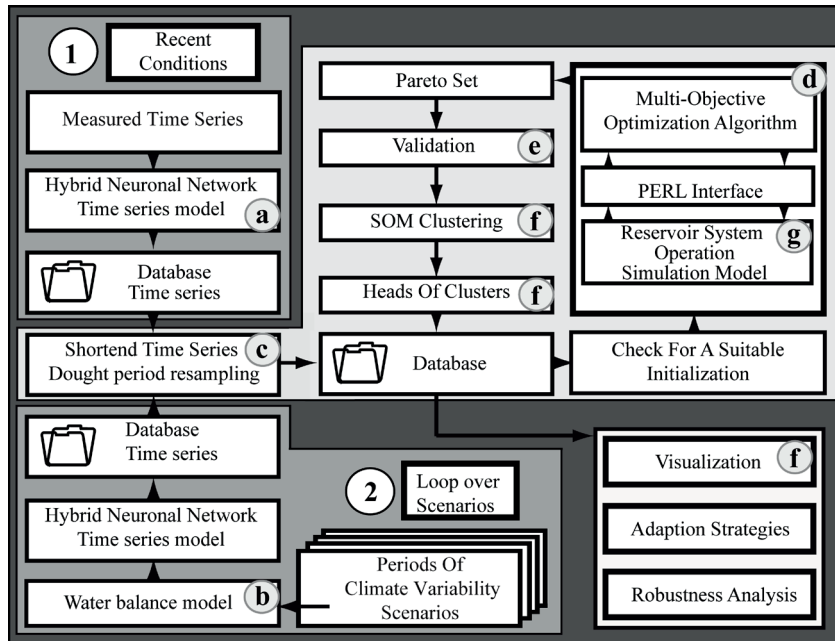 1
Recent
Conditions
Measured Time Series
Hybrid Neuronal Network
Time series model
a
Database
Time series
Shortend Time Series
Dought period resampling
c
Database
Time series
Hybrid Neuronal Network
Time series model
Water balance model
b
2
Loop over
Scenarios
Periods Of
Climate Variability
Scenarios
Pareto Set
Validation
e
SOM Clustering
f
Heads Of Clusters
f
Database
Check For A Suitable
Initialization
d
Multi-Objective
Optimization Algorithm
PERL Interface
Reservoir System
Operation
Simulation Model
g
Visualization
f
Adaption Strategies
Robustness Analysis